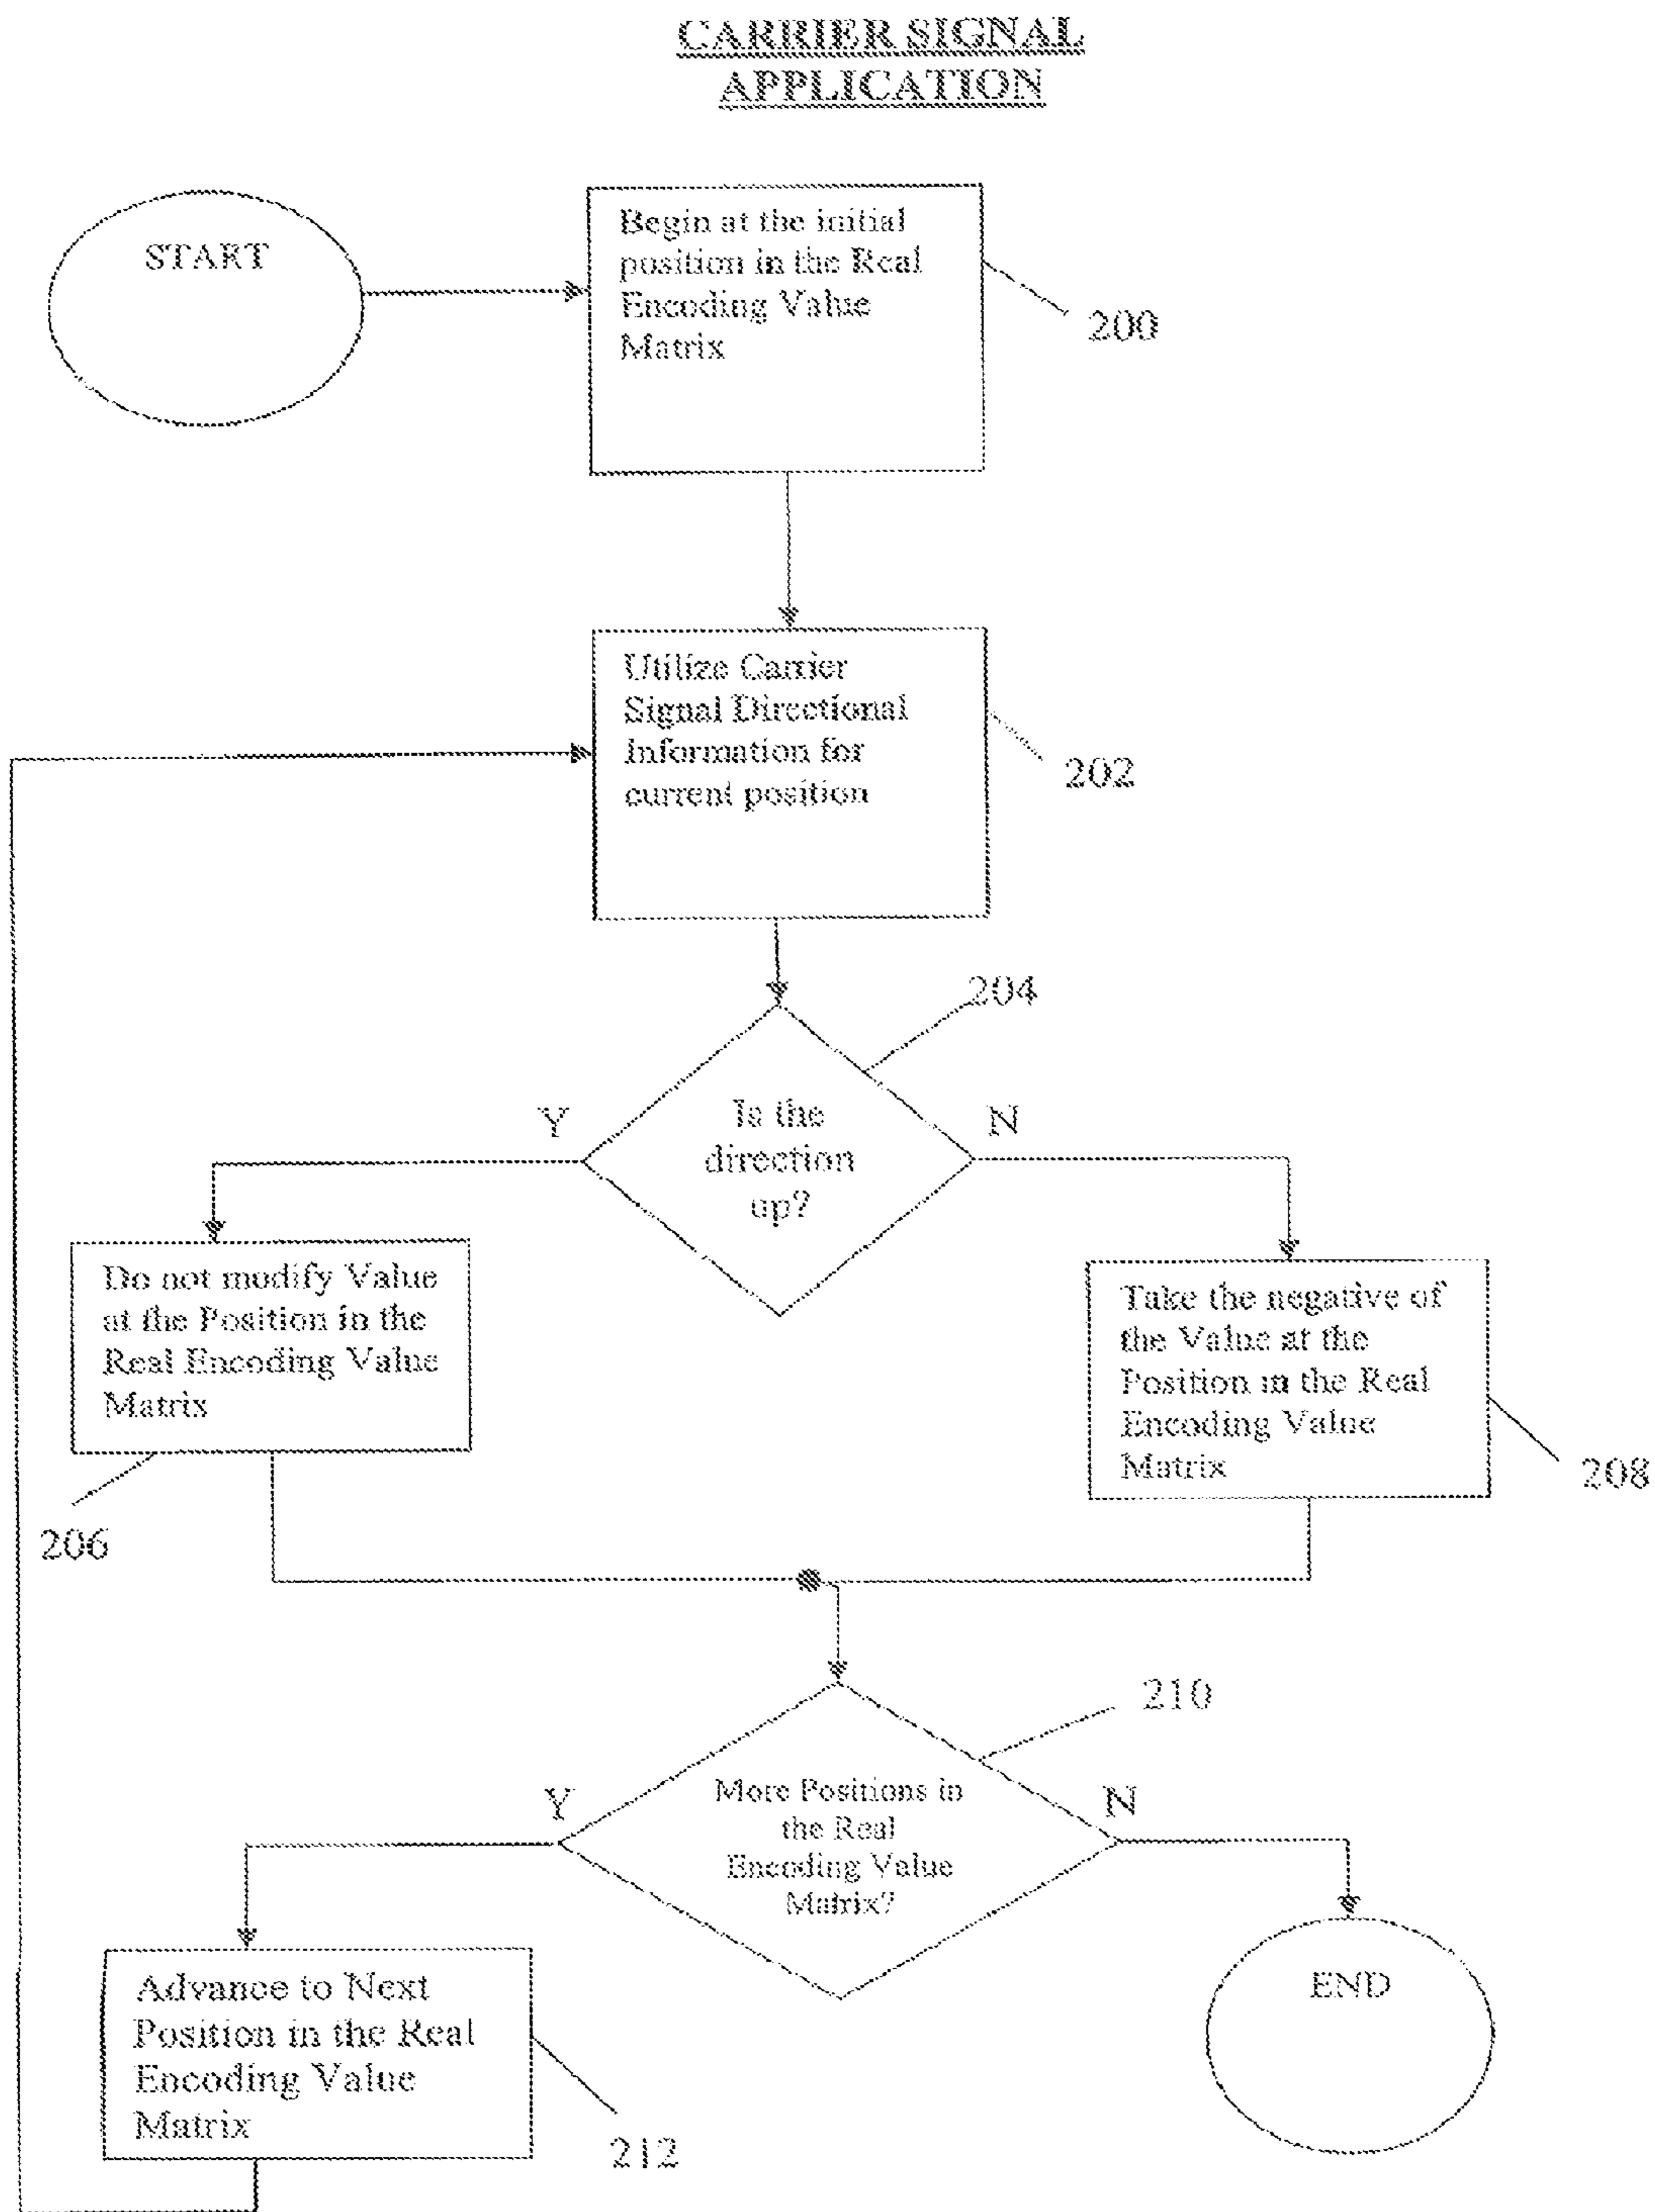 CARRIER SIGNAL
APPLICATION
START
Begin at the initial
position in the Real
Encoding Value
Matrix
200
Utilize Carrier
Signal Directional
Information for
current position
202
204
Is the
direction
up?
Y
N
Do not modify Value
at the Position in the
Real Encoding Value
Matrix
206
Take the negative of
the Value at the
Position in the Real
Encoding Value
Matrix
208
210
More Positions in
the Real
Encoding Value
Matrix?
Y
N
Advance to Next
Position in the Real
Encoding Value
Matrix
212
END